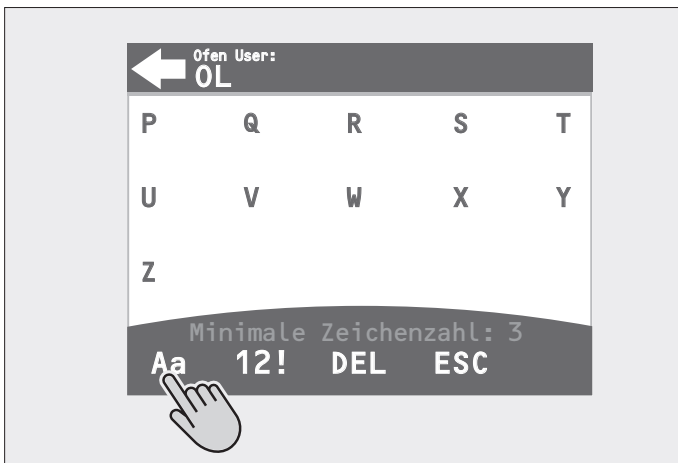 Ofen User:
OL
P Q R S T
U V W X Y
Z
Minimale Zeichenzahl: 3
Aa 12! DEL ESC